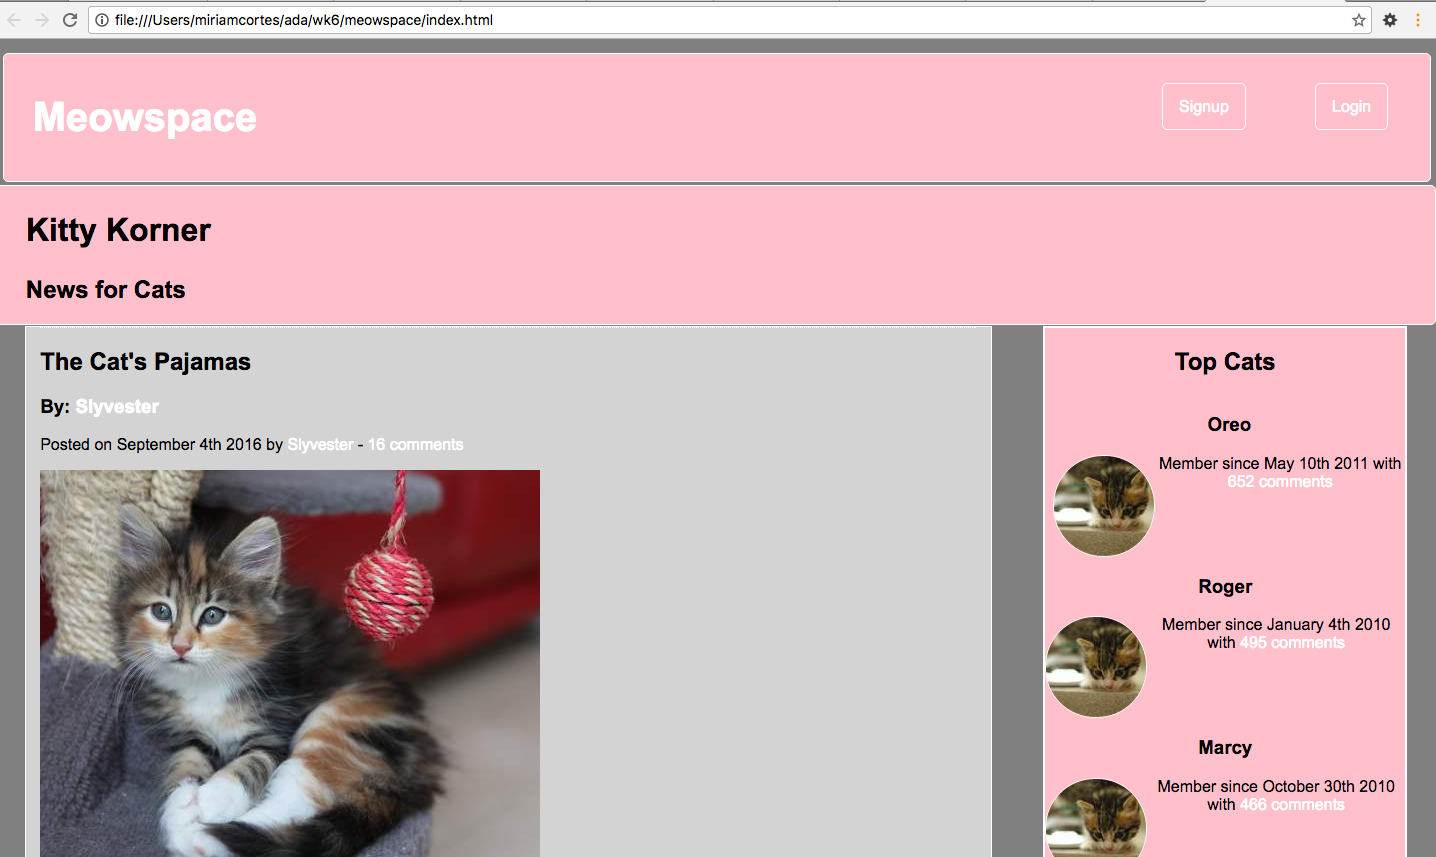 file:///Users/miriamcortes/ada/wk6/meowspace/index.html
Meowspace
Signup
Login
Kitty Korner
News for Cats
The Cat's Pajamas
By: Slyvester
Posted on September 4th 2016 by Slyvester - 16 comments
Top Cats
Oreo
Member since May 10th 2011 with
652 comments
Roger
Member since January 4th 2010
with 495 comments
Marcy
Member since October 30th 2010
with 466 comments